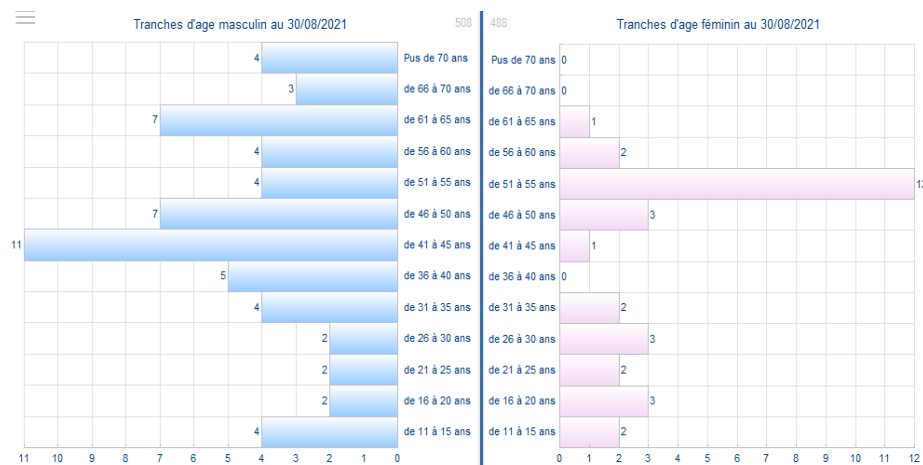 Tranches d'age masculin au 30/08/2021 508
4 Pus de 70 ans
3 de 66 à 70 ans
7 de 61 à 65 ans
4 de 56 à 60 ans
4 de 51 à 55 ans
7 de 46 à 50 ans
11 de 41 à 45 ans
5 de 36 à 40 ans
4 de 31 à 35 ans
2 de 26 à 30 ans
2 de 21 à 25 ans
2 de 16 à 20 ans
4 de 11 à 15 ans
11 10 9 8 7 6 5 4 3 2 1 0
488 Tranches d'age féminin au 30/08/2021
Pus de 70 ans 0
de 66 à 70 ans 0
de 61 à 65 ans 1
de 56 à 60 ans 2
de 51 à 55 ans 12
de 46 à 50 ans 3
de 41 à 45 ans 1
de 36 à 40 ans 0
de 31 à 35 ans 2
de 26 à 30 ans 3
de 21 à 25 ans 2
de 16 à 20 ans 3
de 11 à 15 ans 2
0 1 2 3 4 5 6 7 8 9 10 11 12